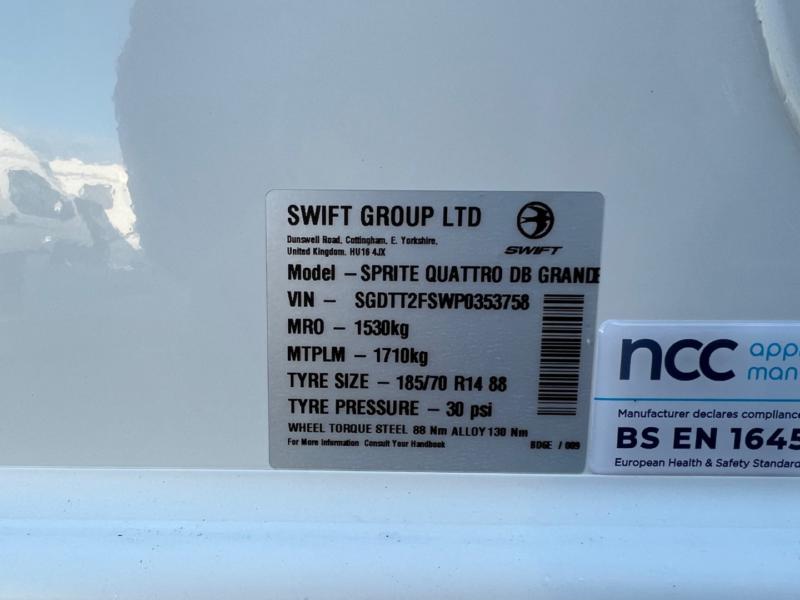 SWIFT GROUP LTD
SWIFT
Dunswell Road, Cottingham, E. Yorkshire,
United Kingdom. HU16 4JX
Model – SPRITE QUATTRO DB GRANDE
VIN – SGDTT2FSWP0353758
MRO – 1530kg
MTPLM – 1710kg
TYRE SIZE – 185/70 R14 88
TYRE PRESSURE – 30 psi
WHEEL TORQUE STEEL 88 Nm ALLOY 130 Nm
For More Information Consult Your Handbook
BD6E / 009
ncc appr
man
Manufacturer declares compliance
BS EN 1645
European Health & Safety Standard